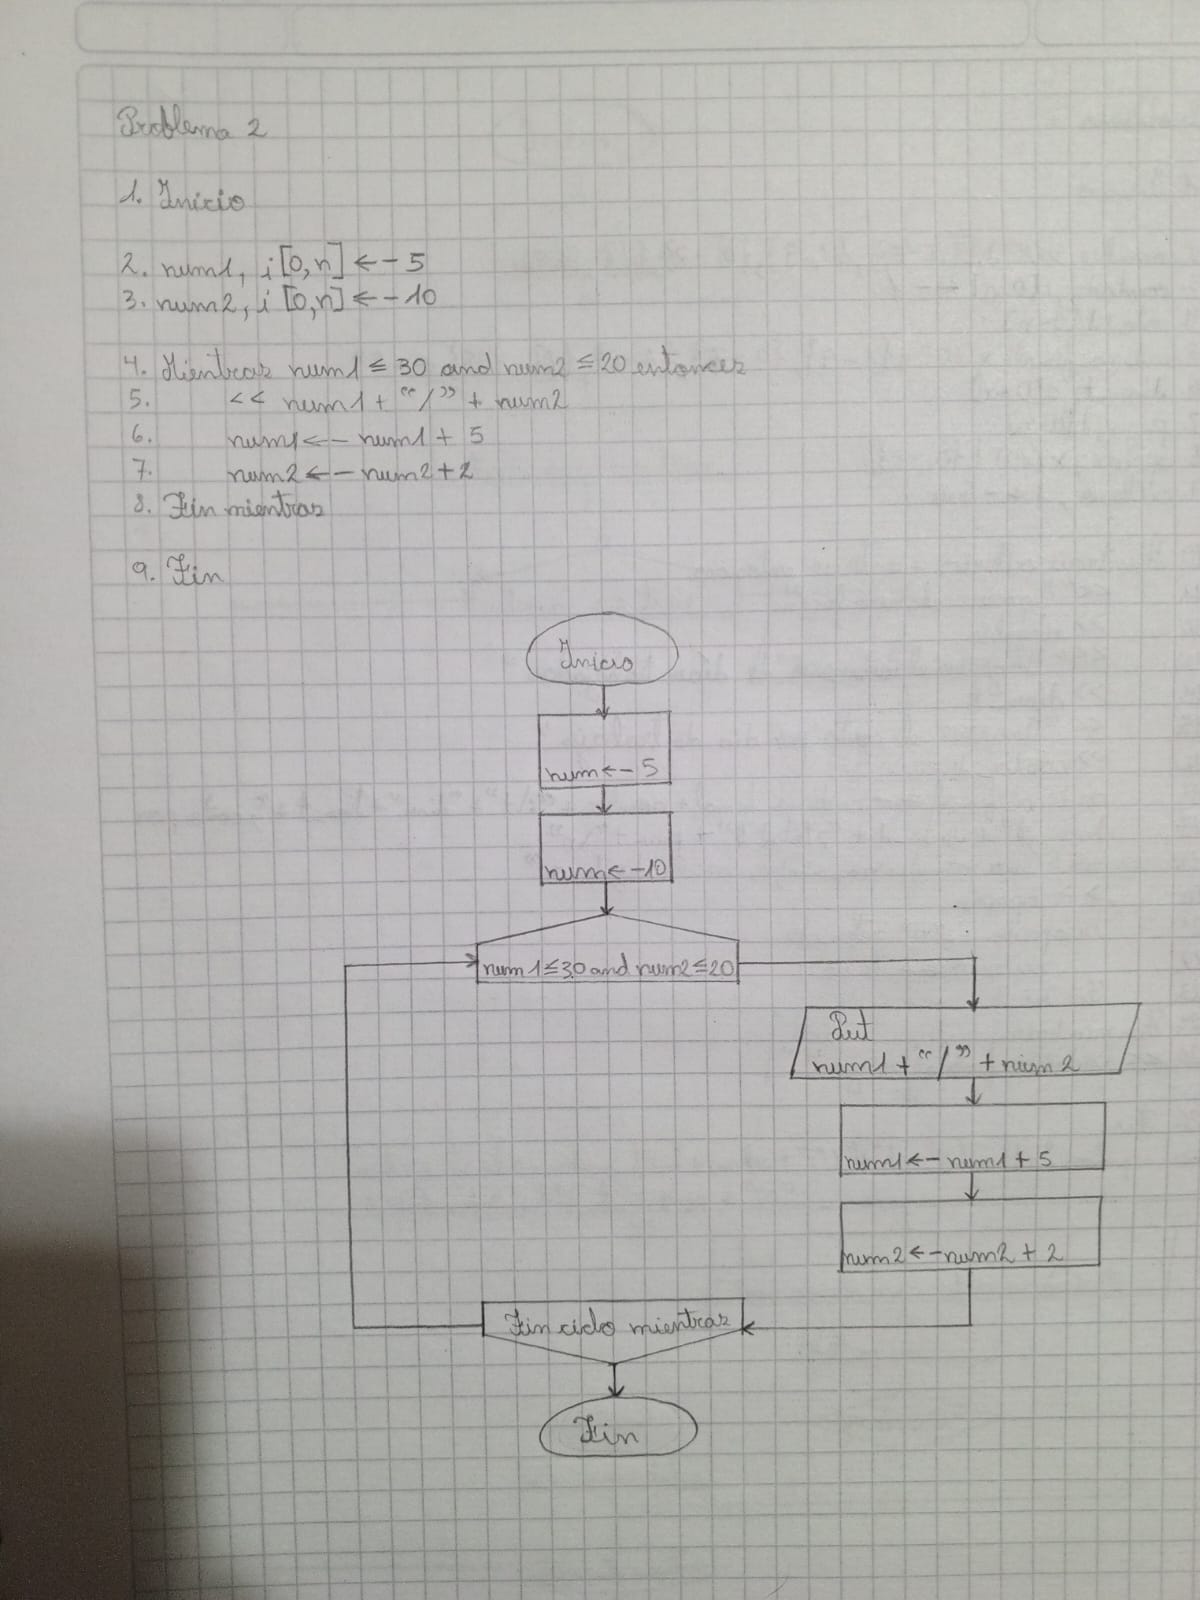 Problema 2
1. Inicio
2. num1, i [0,n] <-- 5
3. num2, i [0,n] <-- 10
4. Mientras num1 ≤ 30 and num2 ≤ 20 entonces
5. << num1 + “/” + num2
6. num1 <-- num1 + 5
7. num2 <-- num2 + 2
8. Fin mientras
9. Fin
Inicio
num <-- 5
num <-- 10
num1 ≤ 30 and num2 ≤ 20
Put
num1 + “/” + num2
num1 <-- num1 + 5
num2 <-- num2 + 2
Fin ciclo mientras
Fin